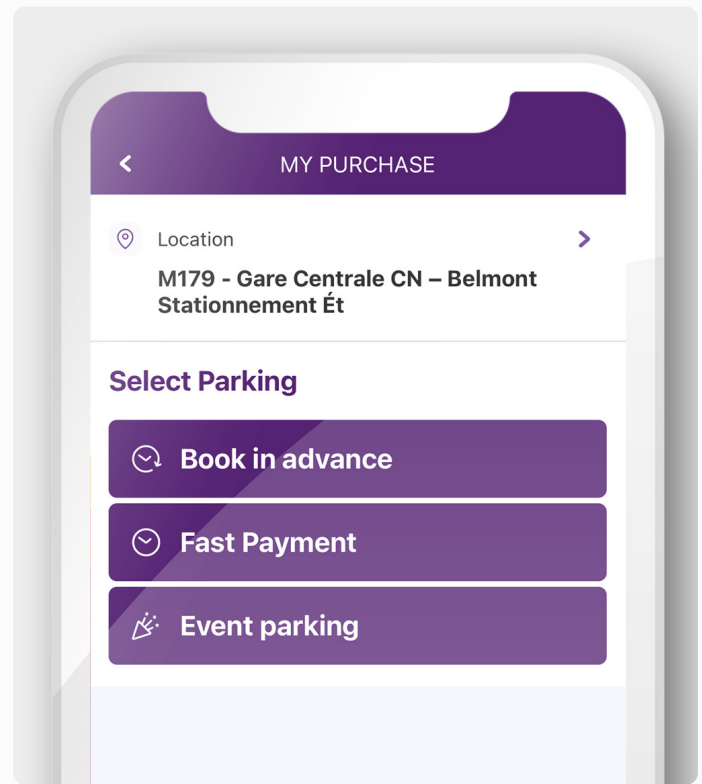 MY PURCHASE
Location
M179 - Gare Centrale CN – Belmont
Stationnement Ét
Select Parking
Book in advance
Fast Payment
Event parking